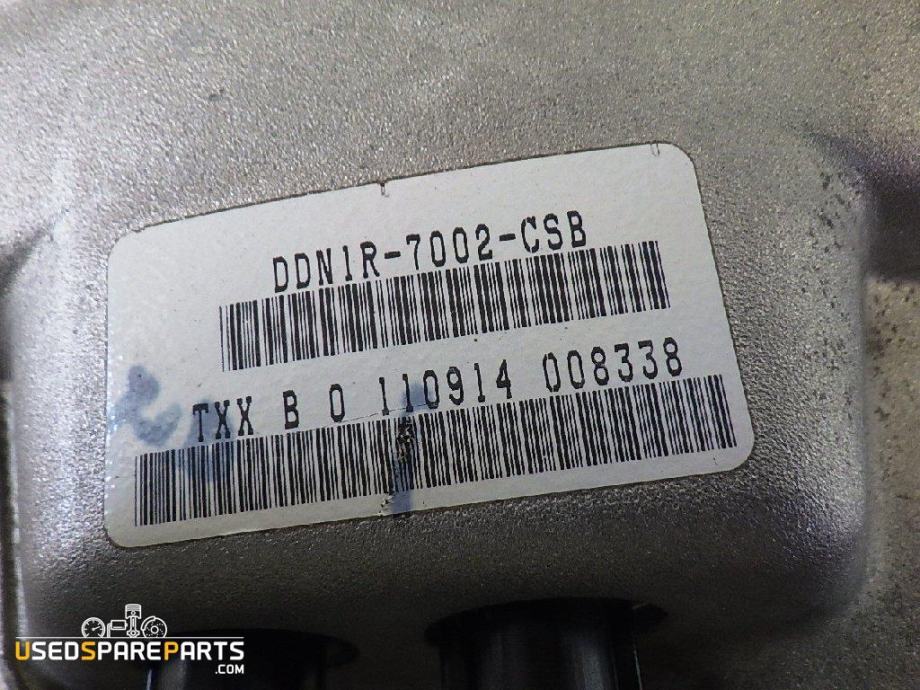 DDN1R-7002-CSB
TXX B 0 110914 008338
USEDSPAREPARTS
.COM